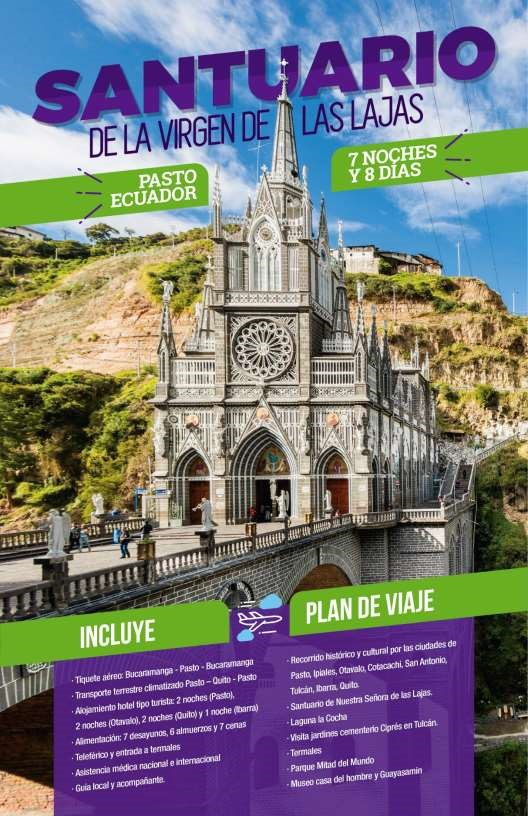 SANTUARIO
DE LA VIRGEN DE LAS LAJAS
PASTO
ECUADOR
7 NOCHES
Y 8 DÍAS
INCLUYE
· Tiquete aéreo: Bucaramanga - Pasto - Bucaramanga
· Transporte terrestre climatizado Pasto – Quito - Pasto
· Alojamiento hotel tipo turista: 2 noches (Pasto),
2 noches (Otavalo), 2 noches (Quito) y 1 noche (Ibarra)
· Alimentación: 7 desayunos, 6 almuerzos y 7 cenas
· Teleférico y entrada a termales
· Asistencia médica nacional e internacional
· Guía local y acompañante.
PLAN DE VIAJE
· Recorrido histórico y cultural por las ciudades de
Pasto, Ipiales, Otavalo, Cotacachi, San Antonio,
Tulcán, Ibarra, Quito.
· Santuario de Nuestra Señora de las Lajas.
· Laguna la Cocha
· Visita jardines cementerio Ciprés en Tulcán.
· Termales
· Parque Mitad del Mundo
· Museo casa del hombre y Guayasamin